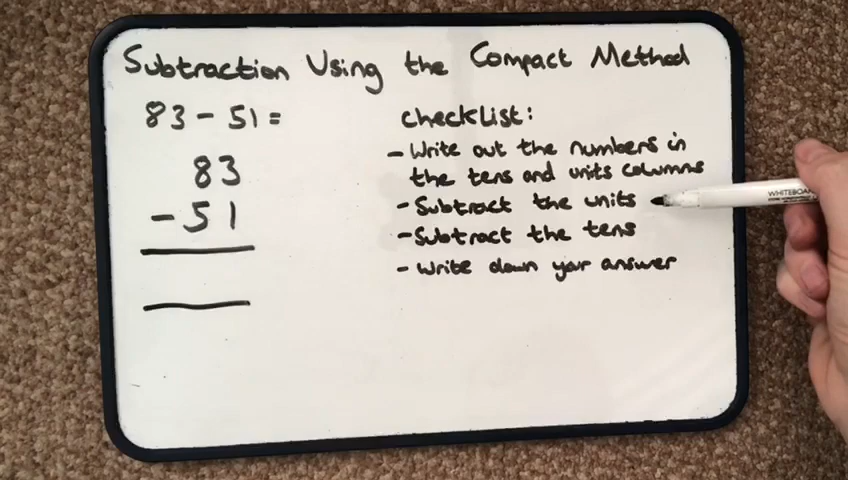 Subtraction Using the Compact Method
83 - 51 =
83
- 51
checkList:
- Write out the numbers in
the tens and units columns
- Subtract the units
- Subtract the tens
- Write down your answer
WHITEBOA